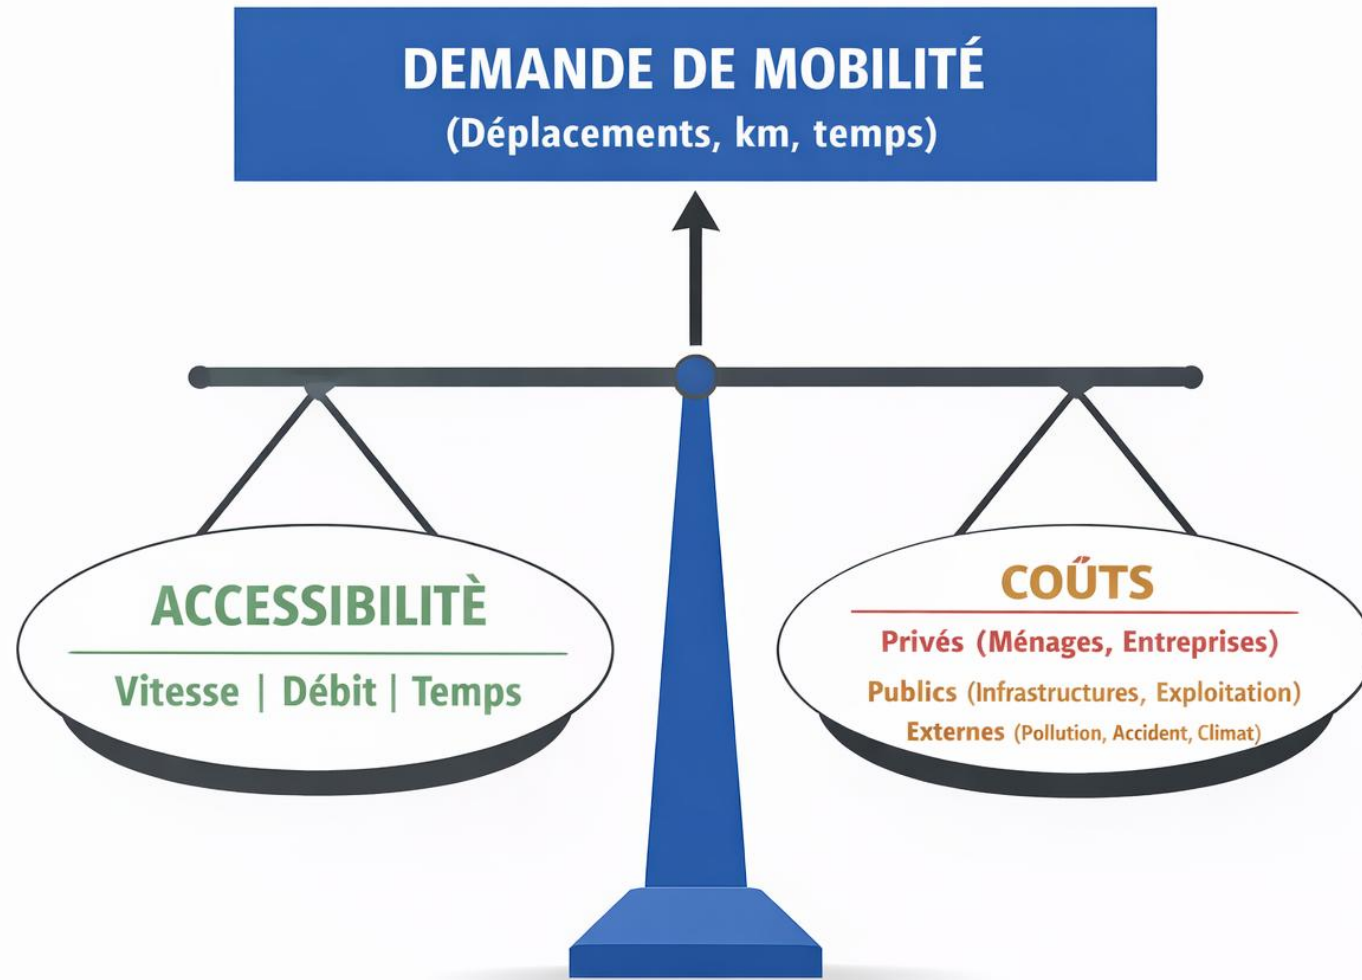 DEMANDE DE MOBILITÉ
(Déplacements, km, temps)
ACCESSIBILITÈ
Vitesse | Débit | Temps
COŰTS
Privés (Ménages, Entreprises)
Publics (Infrastructures, Exploitation)
Externes (Pollution, Accident, Climat)